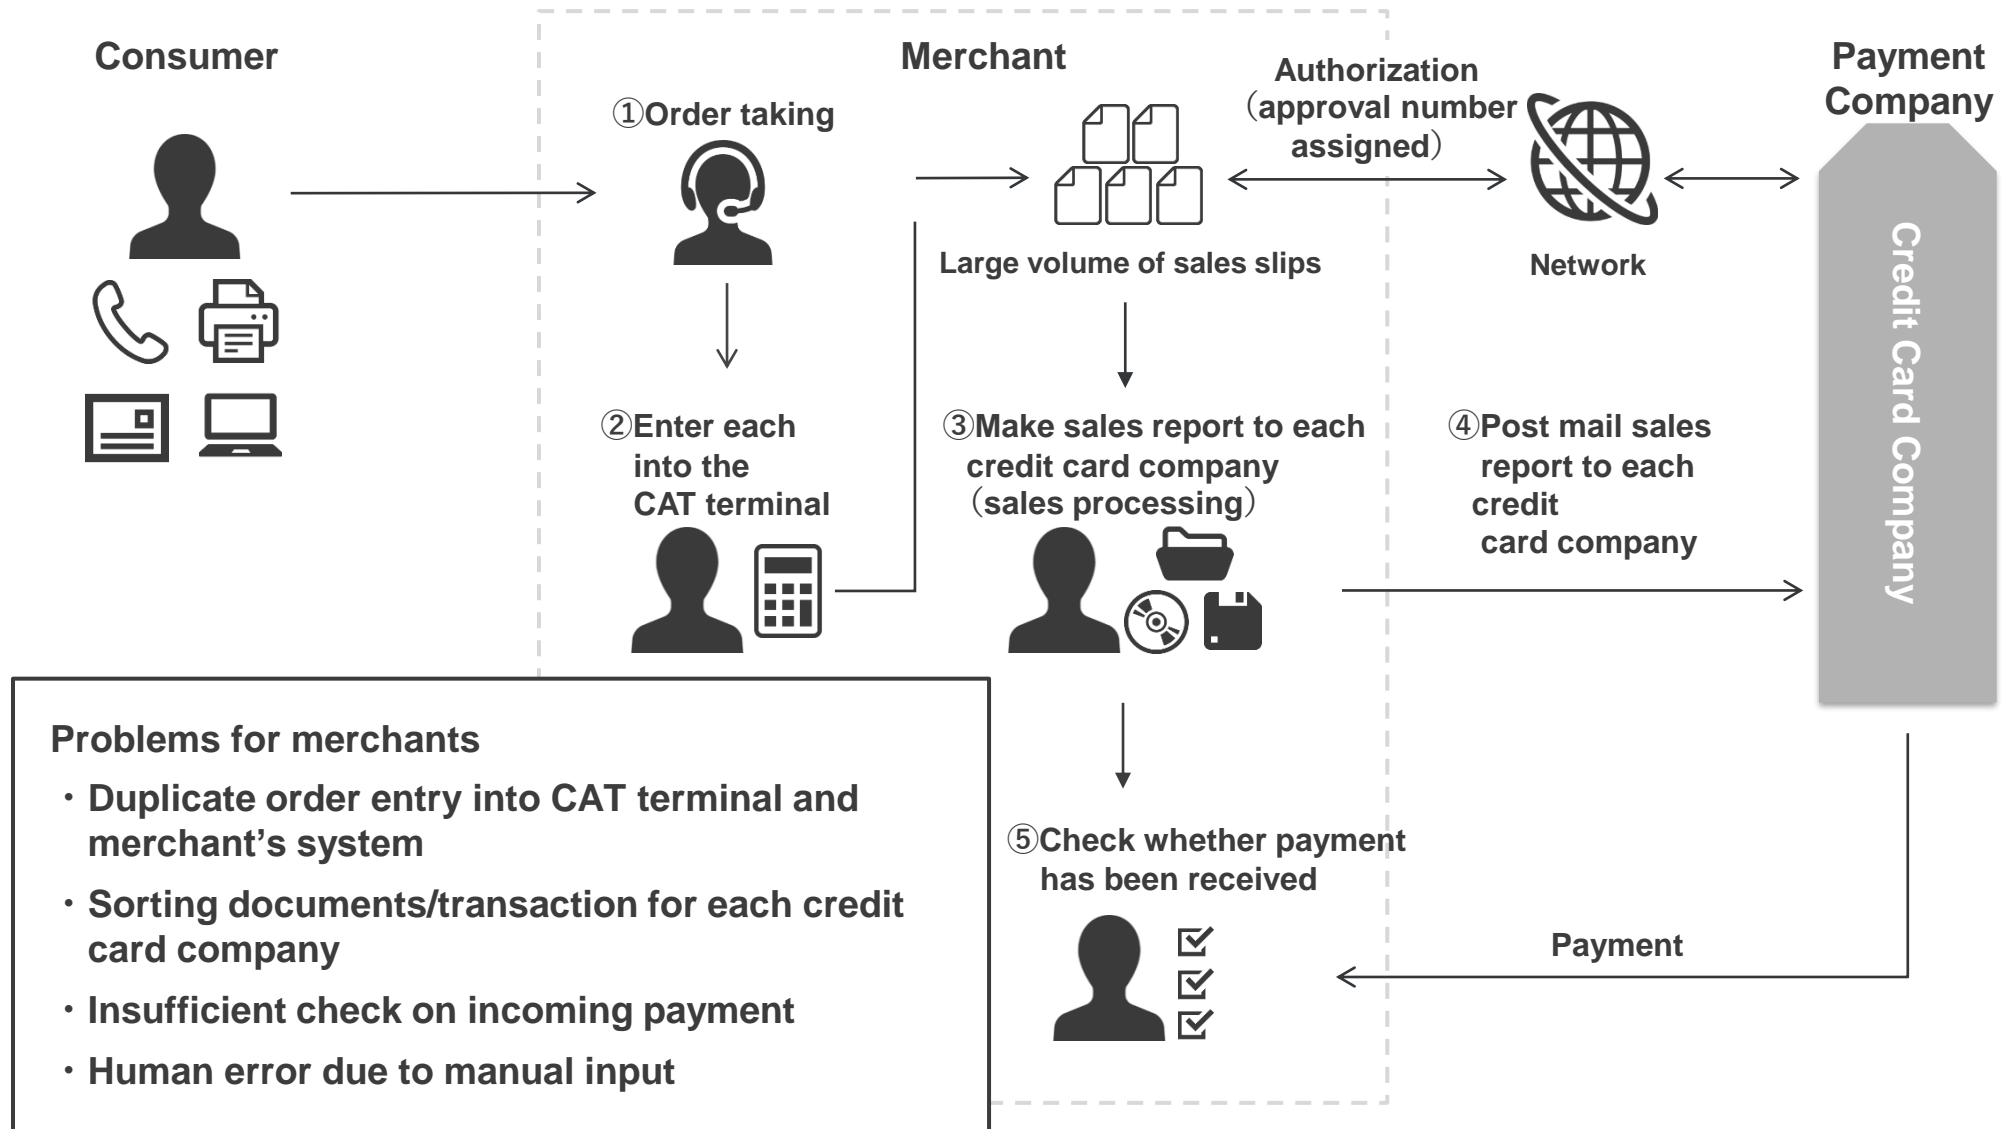 Consumer
Merchant
Payment
Company
①Order taking
Authorization
（approval number
assigned）
Large volume of sales slips
Network
Credit Card Company
②Enter each
into the
CAT terminal
③Make sales report to each
credit card company
（sales processing）
④Post mail sales
report to each
credit
card company
⑤Check whether payment
has been received
Payment
Problems for merchants
・Duplicate order entry into CAT terminal and
merchant’s system
・Sorting documents/transaction for each credit
card company
・Insufficient check on incoming payment
・Human error due to manual input